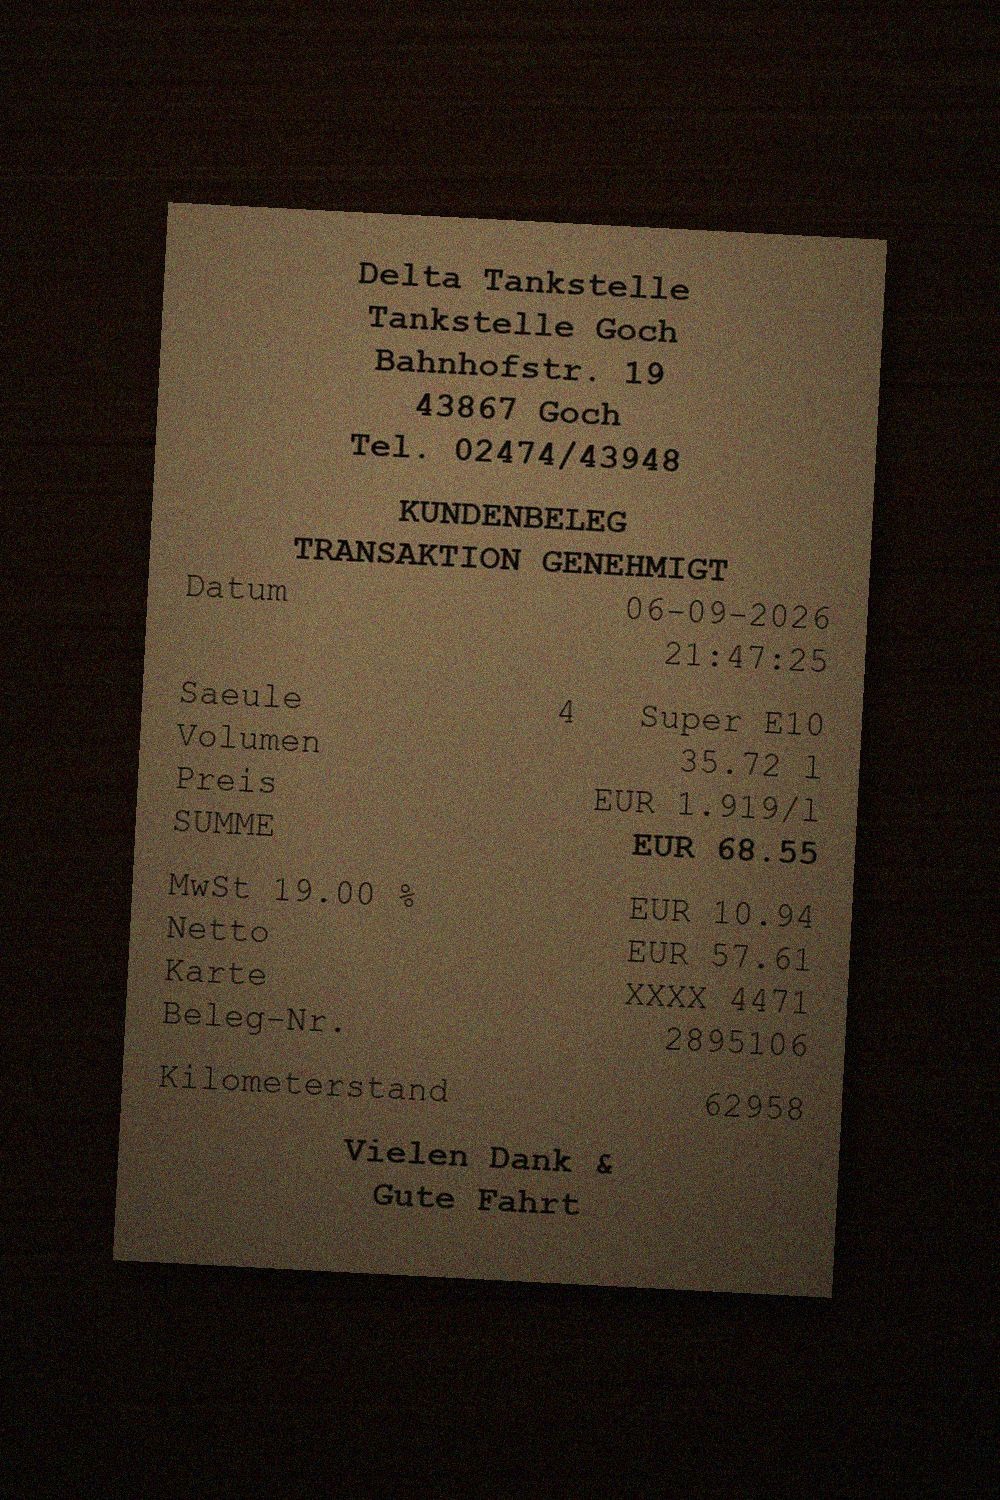 Delta Tankstelle
Tankstelle Goch
Bahnhofstr. 19
43867 Goch
Tel. 02474/43948
KUNDENBELEG
TRANSAKTION GENEHMIGT
Datum 06-09-2026
21:47:25
Saeule 4 Super E10
Volumen 35.72 l
Preis EUR 1.919/l
SUMME EUR 68.55
MwSt 19.00 % EUR 10.94
Netto EUR 57.61
Karte XXXX 4471
Beleg-Nr. 2895106
Kilometerstand 62958
Vielen Dank &
Gute Fahrt